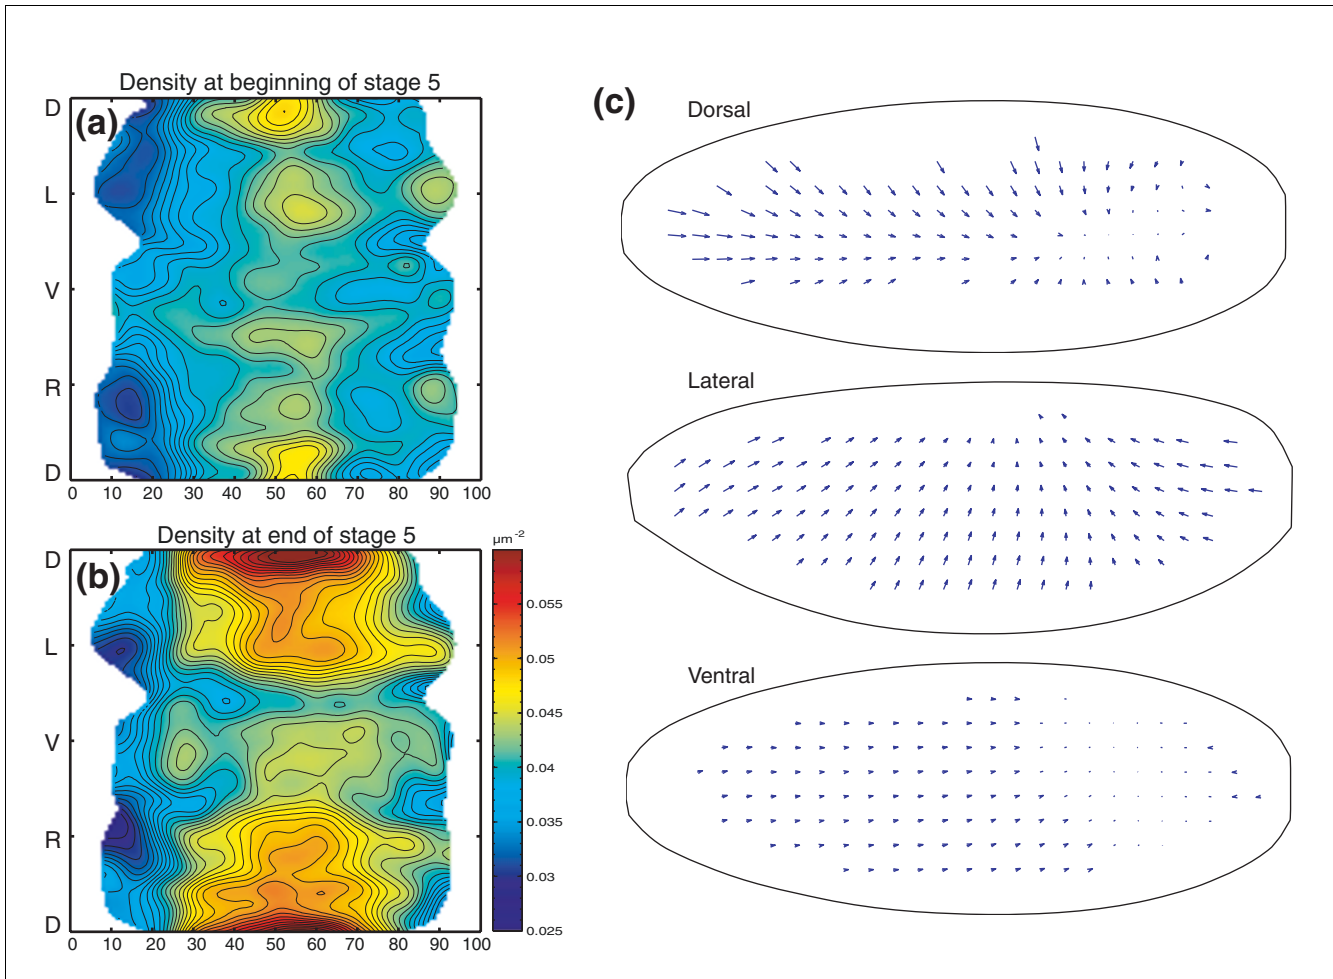 Density at beginning of stage 5
(a)
D
L
V
R
D
0 10 20 30 40 50 60 70 80 90 100
Density at end of stage 5
(b)
D
L
V
R
D
0 10 20 30 40 50 60 70 80 90 100
µm⁻²
0.055
0.05
0.045
0.04
0.035
0.03
0.025
(c)
Dorsal
Lateral
Ventral